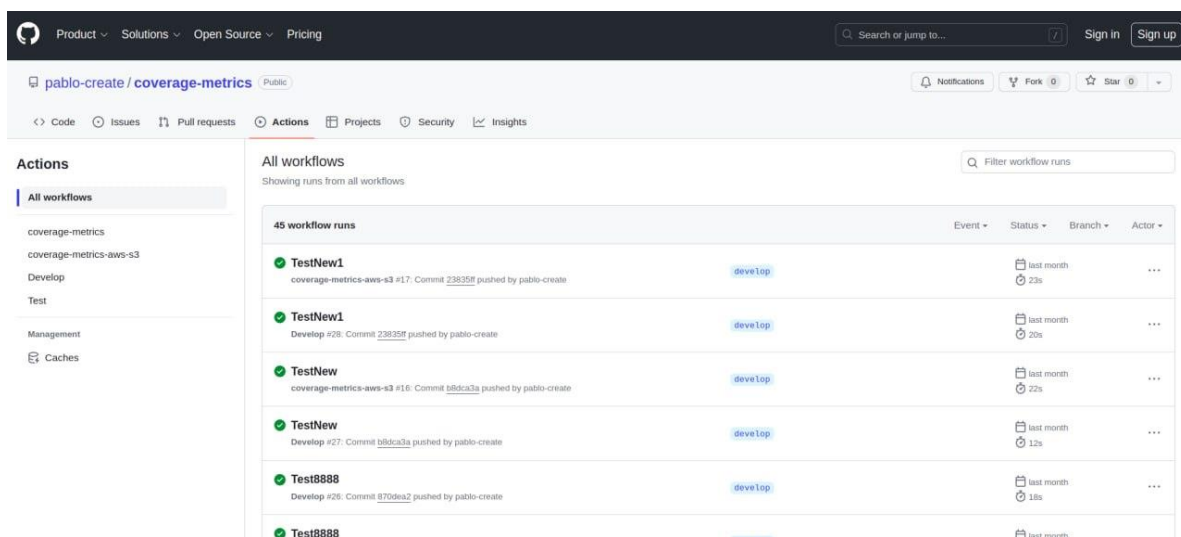 Product Solutions Open Source Pricing Search or jump to... / Sign in Sign up
pablo-create / coverage-metrics Public Notifications Fork 0 Star 0
Code Issues Pull requests Actions Projects Security Insights
Actions
All workflows
coverage-metrics
coverage-metrics-aws-s3
Develop
Test
Management
Caches
All workflows
Showing runs from all workflows
Filter workflow runs
45 workflow runs Event Status Branch Actor
TestNew1
coverage-metrics-aws-s3 #17: Commit 23835ff pushed by pablo-create
develop
last month
23s
TestNew1
Develop #28: Commit 23835ff pushed by pablo-create
develop
last month
20s
TestNew
coverage-metrics-aws-s3 #16: Commit b8dca3a pushed by pablo-create
develop
last month
22s
TestNew
Develop #27: Commit b8dca3a pushed by pablo-create
develop
last month
12s
Test8888
Develop #26: Commit 870dea2 pushed by pablo-create
develop
last month
18s
Test8888
last month